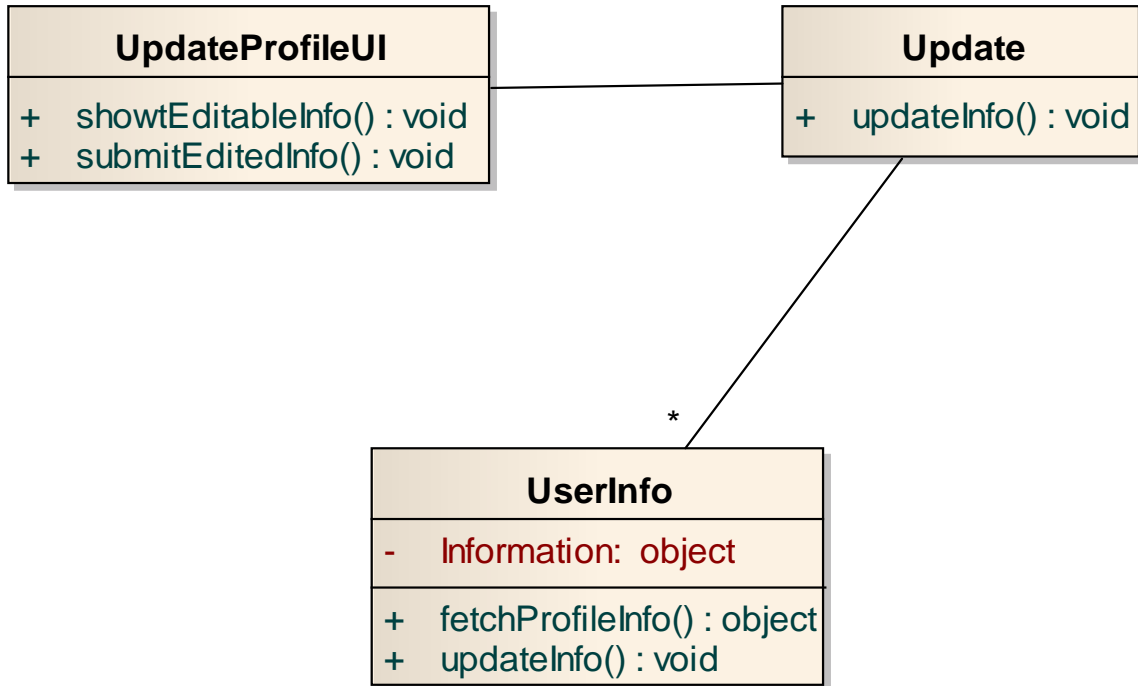 UpdateProfileUI
+ showtEditableInfo() : void
+ submitEditedInfo() : void
Update
+ updateInfo() : void
*
UserInfo
- Information: object
+ fetchProfileInfo() : object
+ updateInfo() : void